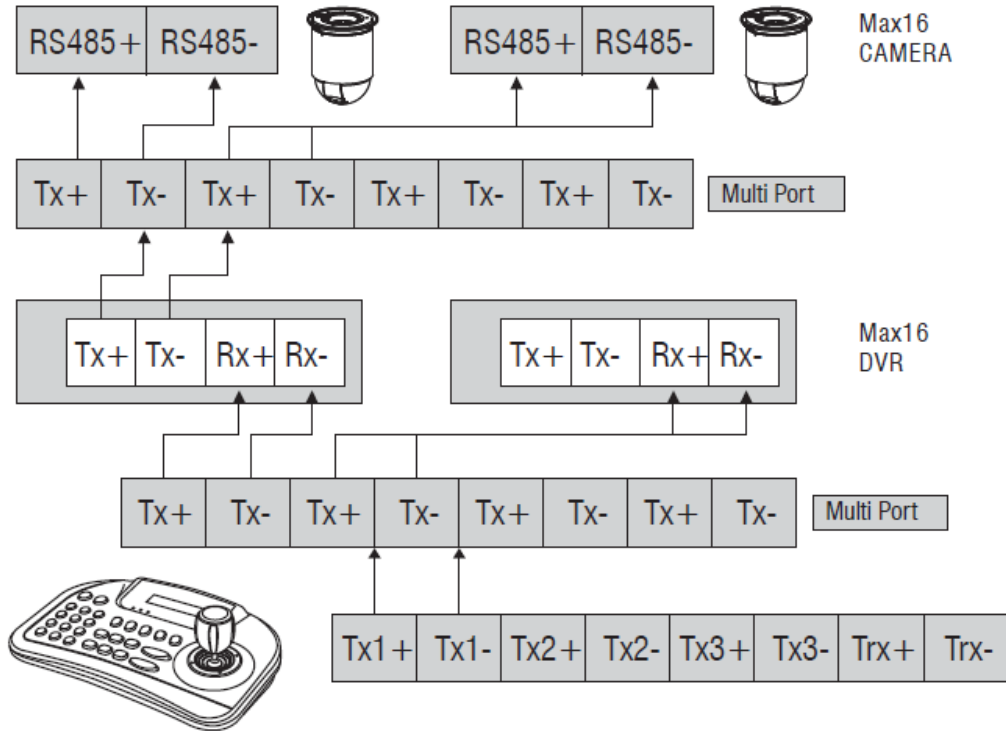 RS485+ RS485- RS485+ RS485- Max16
CAMERA
Tx+ Tx- Tx+ Tx- Tx+ Tx- Tx+ Tx- Multi Port
Tx+ Tx- Rx+ Rx- Tx+ Tx- Rx+ Rx- Max16
DVR
Tx+ Tx- Tx+ Tx- Tx+ Tx- Tx+ Tx- Multi Port
Tx1+ Tx1- Tx2+ Tx2- Tx3+ Tx3- Trx+ Trx-